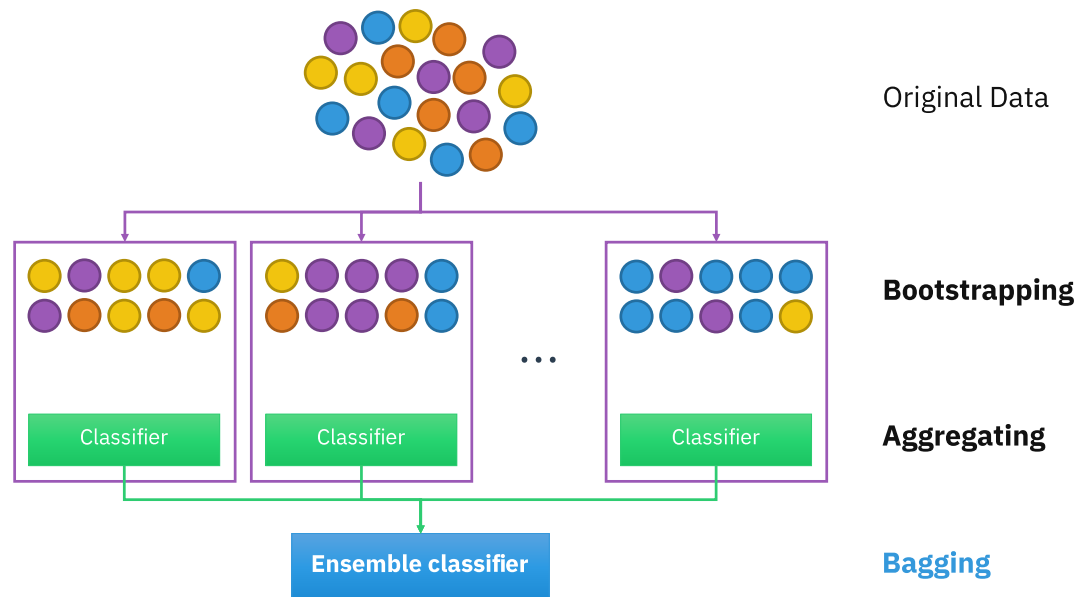 Original Data
Bootstrapping
...
Classifier
Classifier
Classifier
Aggregating
Ensemble classifier
Bagging